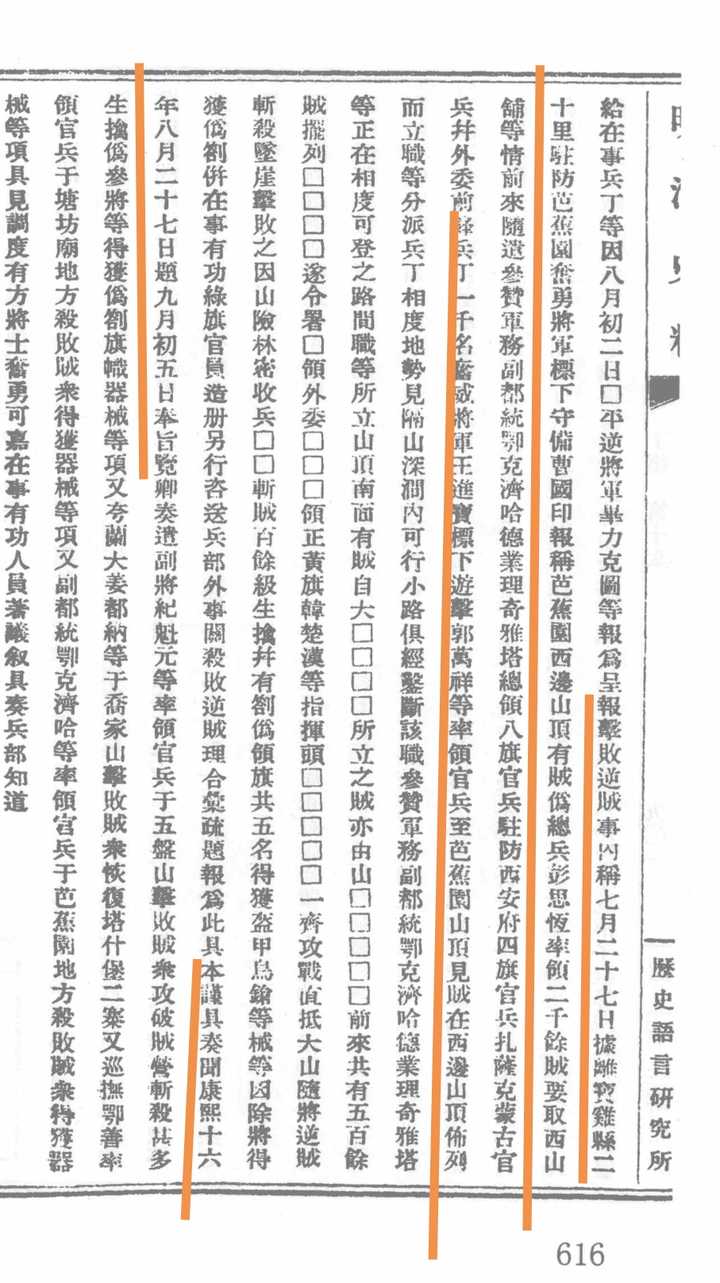 明清史料
一 歷史語言研究所
給在事兵丁等因八月初二日□平逆將軍畢力克圖等報爲呈報擊敗逆賊事內稱七月二十七日據離寶雞縣二
十里駐防芭蕉園奮勇將軍標下守備曹國印報稱芭蕉園西邊山頂有賊僞總兵彭思恆率領二千餘賊要取西山
舖等情前來隨遣參贊軍務副都統鄂克濟哈德業理奇雅塔總領八旗官兵駐防西安府四旗官兵扎薩克蒙古官
兵幷外委前鋒兵丁一千名奮威將軍王進寶標下遊擊郭萬祥等率領官兵至芭蕉園山頂見賊在西邊山頂佈列
而立職等分派兵丁相度地勢見隔山深澗內可行小路俱經鑿斷該職參贊軍務副都統鄂克濟哈德業理奇雅塔
等正在相度可登之路間職等所立山頂南面有賊自大□□□□所立之賊亦由山□□□□□前來共有五百餘
賊擺列□□□□遂令署□領外委□□□領正黃旗韓楚漢等指揮頭□□□□□一齊攻戰直抵大山隨將逆賊
斬殺墜崖擊敗之因山險林密收兵□□斬賊百餘級生擒幷有劄僞領旗共五名得獲盔甲鳥鎗等械等因除將得
獲僞劄併在事有功綠旗官員造册另行咨送兵部外事關殺敗逆賊理合彙疏題報爲此具本謹具奏聞康熙十六
年八月二十七日題九月初五日奉旨覽卿奏遣副將紀魁元等率領官兵于五盤山擊敗賊衆攻破賊營斬殺甚多
生擒僞參將等得獲僞劄旗幟器械等項又夸蘭大姜都納等于喬家山擊敗賊衆恢復塔什堡二寨又巡撫鄂善率
領官兵于塘坊廟地方殺敗賊衆得獲器械等項又副都統鄂克濟哈等率領官兵于芭蕉園地方殺敗賊衆得獲器
械等項具見調度有方將士奮勇可嘉在事有功人員著議敘具奏兵部知道
616